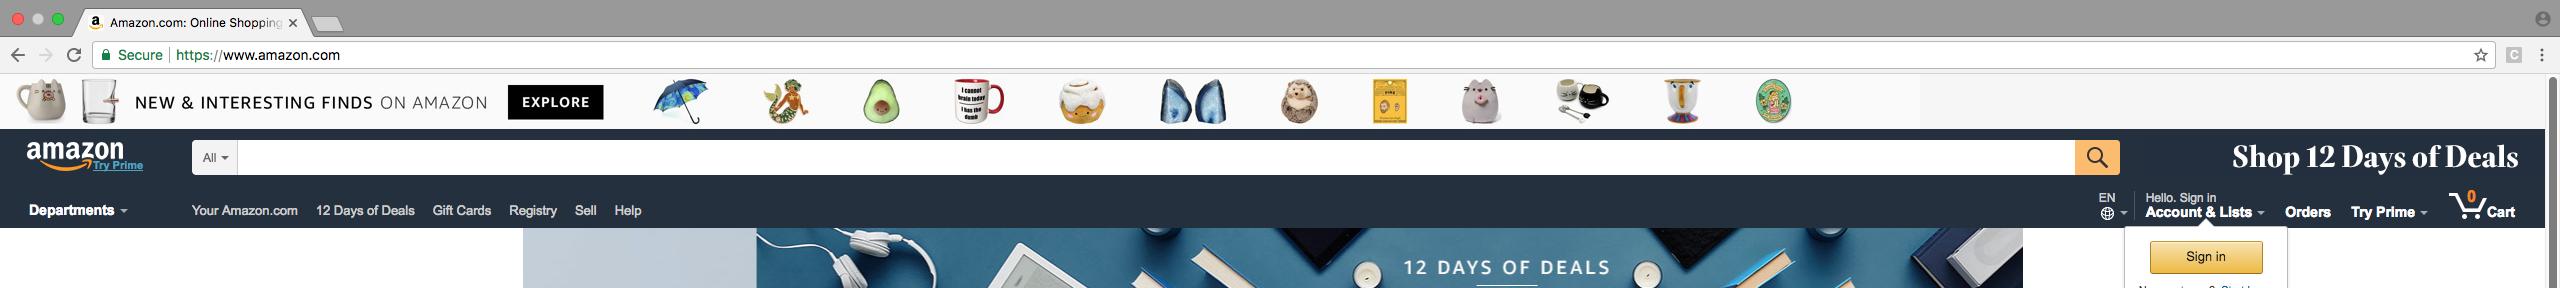 Amazon.com: Online Shopping
Secure https://www.amazon.com
NEW & INTERESTING FINDS ON AMAZON EXPLORE
I cannot
brain today
I has the
dumb
amazon
Try Prime
All
Shop 12 Days of Deals
Departments
Your Amazon.com 12 Days of Deals Gift Cards Registry Sell Help
EN
Hello. Sign in
Account & Lists Orders Try Prime 0 Cart
12 DAYS OF DEALS
Sign in